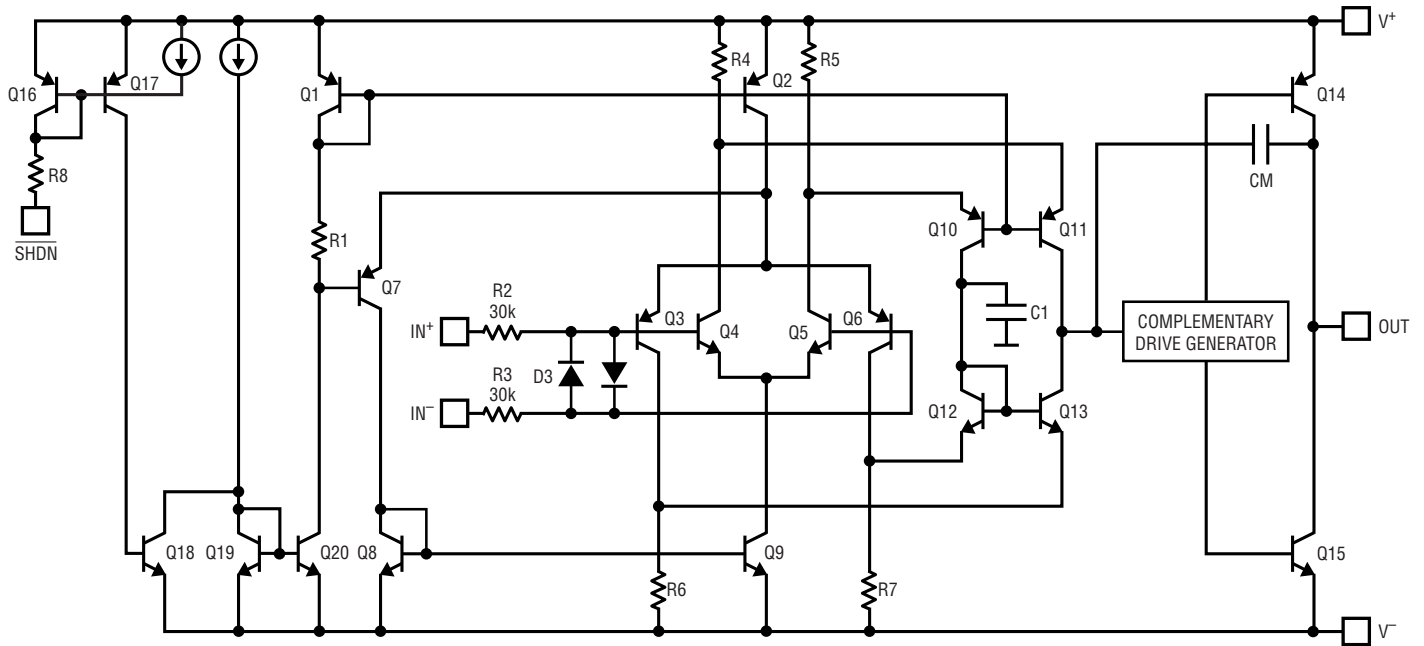 V+
R4
R5
Q16
Q17
Q1
Q2
Q14
R8
CM
SHDN
R1
Q10
Q11
Q7
R2
30k
IN+
Q3
Q4
Q5
Q6
C1
COMPLEMENTARY
DRIVE GENERATOR
OUT
R3
30k
D3
IN−
Q12
Q13
Q18
Q19
Q20
Q8
Q9
Q15
R6
R7
V−